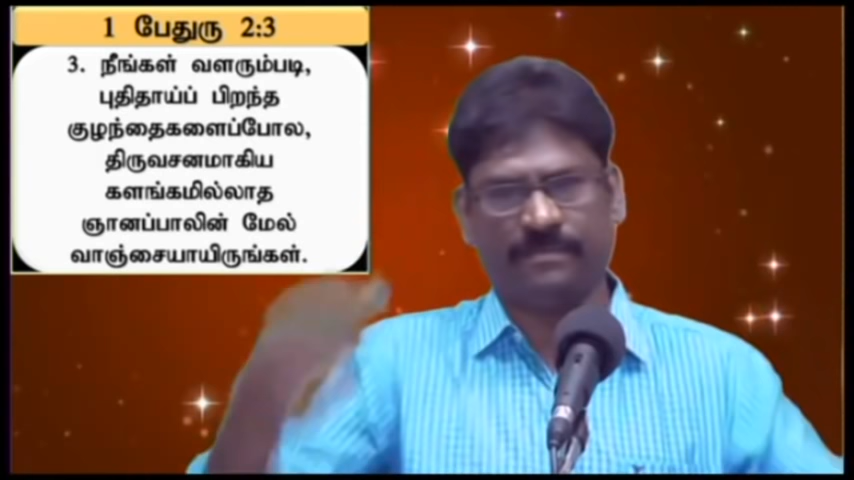 1 பேதுரு 2:3
3. நீங்கள் வளரும்படி,
புதிதாய்ப் பிறந்த
குழந்தைகளைப்போல,
திருவசனமாகிய
களங்கமில்லாத
ஞானப்பாலின் மேல்
வாஞ்சையாயிருங்கள்.